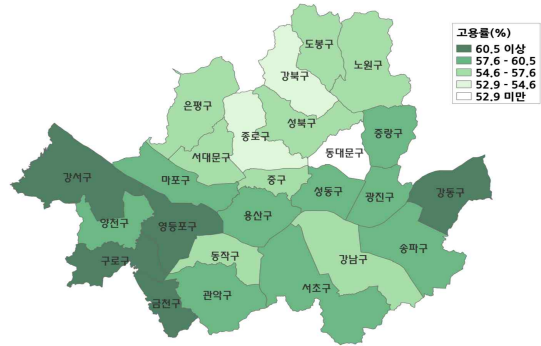 고용률(%)
60.5 이상
57.6 - 60.5
54.6 - 57.6
52.9 - 54.6
52.9 미만
도봉구
노원구
강북구
은평구
성북구
중랑구
종로구
동대문구
서대문구
강서구
마포구
중구
성동구
광진구
강동구
양천구
영등포구
용산구
송파구
구로구
동작구
강남구
서초구
금천구
관악구